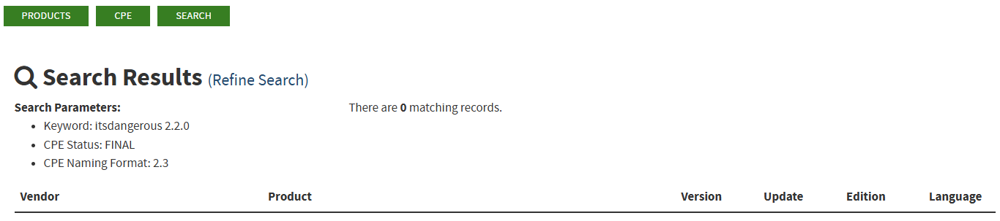 PRODUCTS CPE SEARCH
Search Results (Refine Search)
Search Parameters:
There are 0 matching records.
Keyword: itsdangerous 2.2.0
CPE Status: FINAL
CPE Naming Format: 2.3
Vendor Product Version Update Edition Language